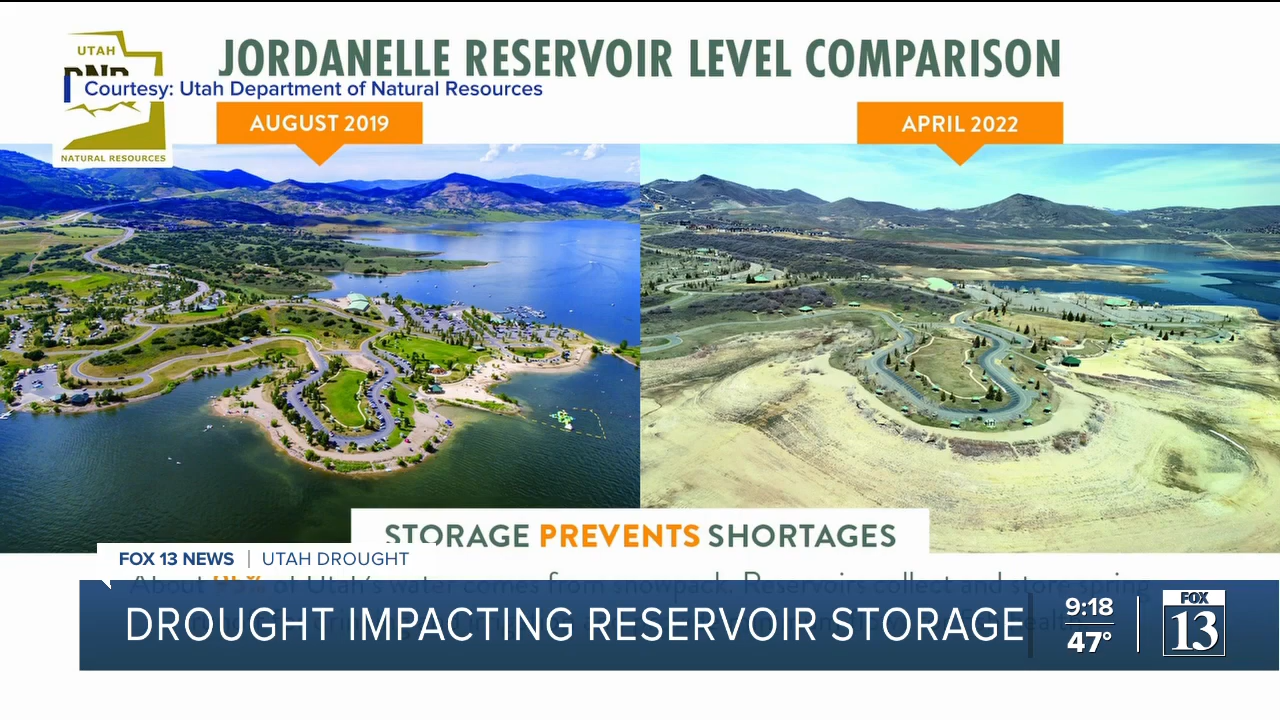 UTAH
DNR
NATURAL RESOURCES
JORDANELLE RESERVOIR LEVEL COMPARISON
Courtesy: Utah Department of Natural Resources
AUGUST 2019
APRIL 2022
STORAGE PREVENTS SHORTAGES
FOX 13 NEWS | UTAH DROUGHT
About of Utah's water comes from snowpack. Reservoirs collect and store spring
DROUGHT IMPACTING RESERVOIR STORAGE
9:18
47°
FOX
13